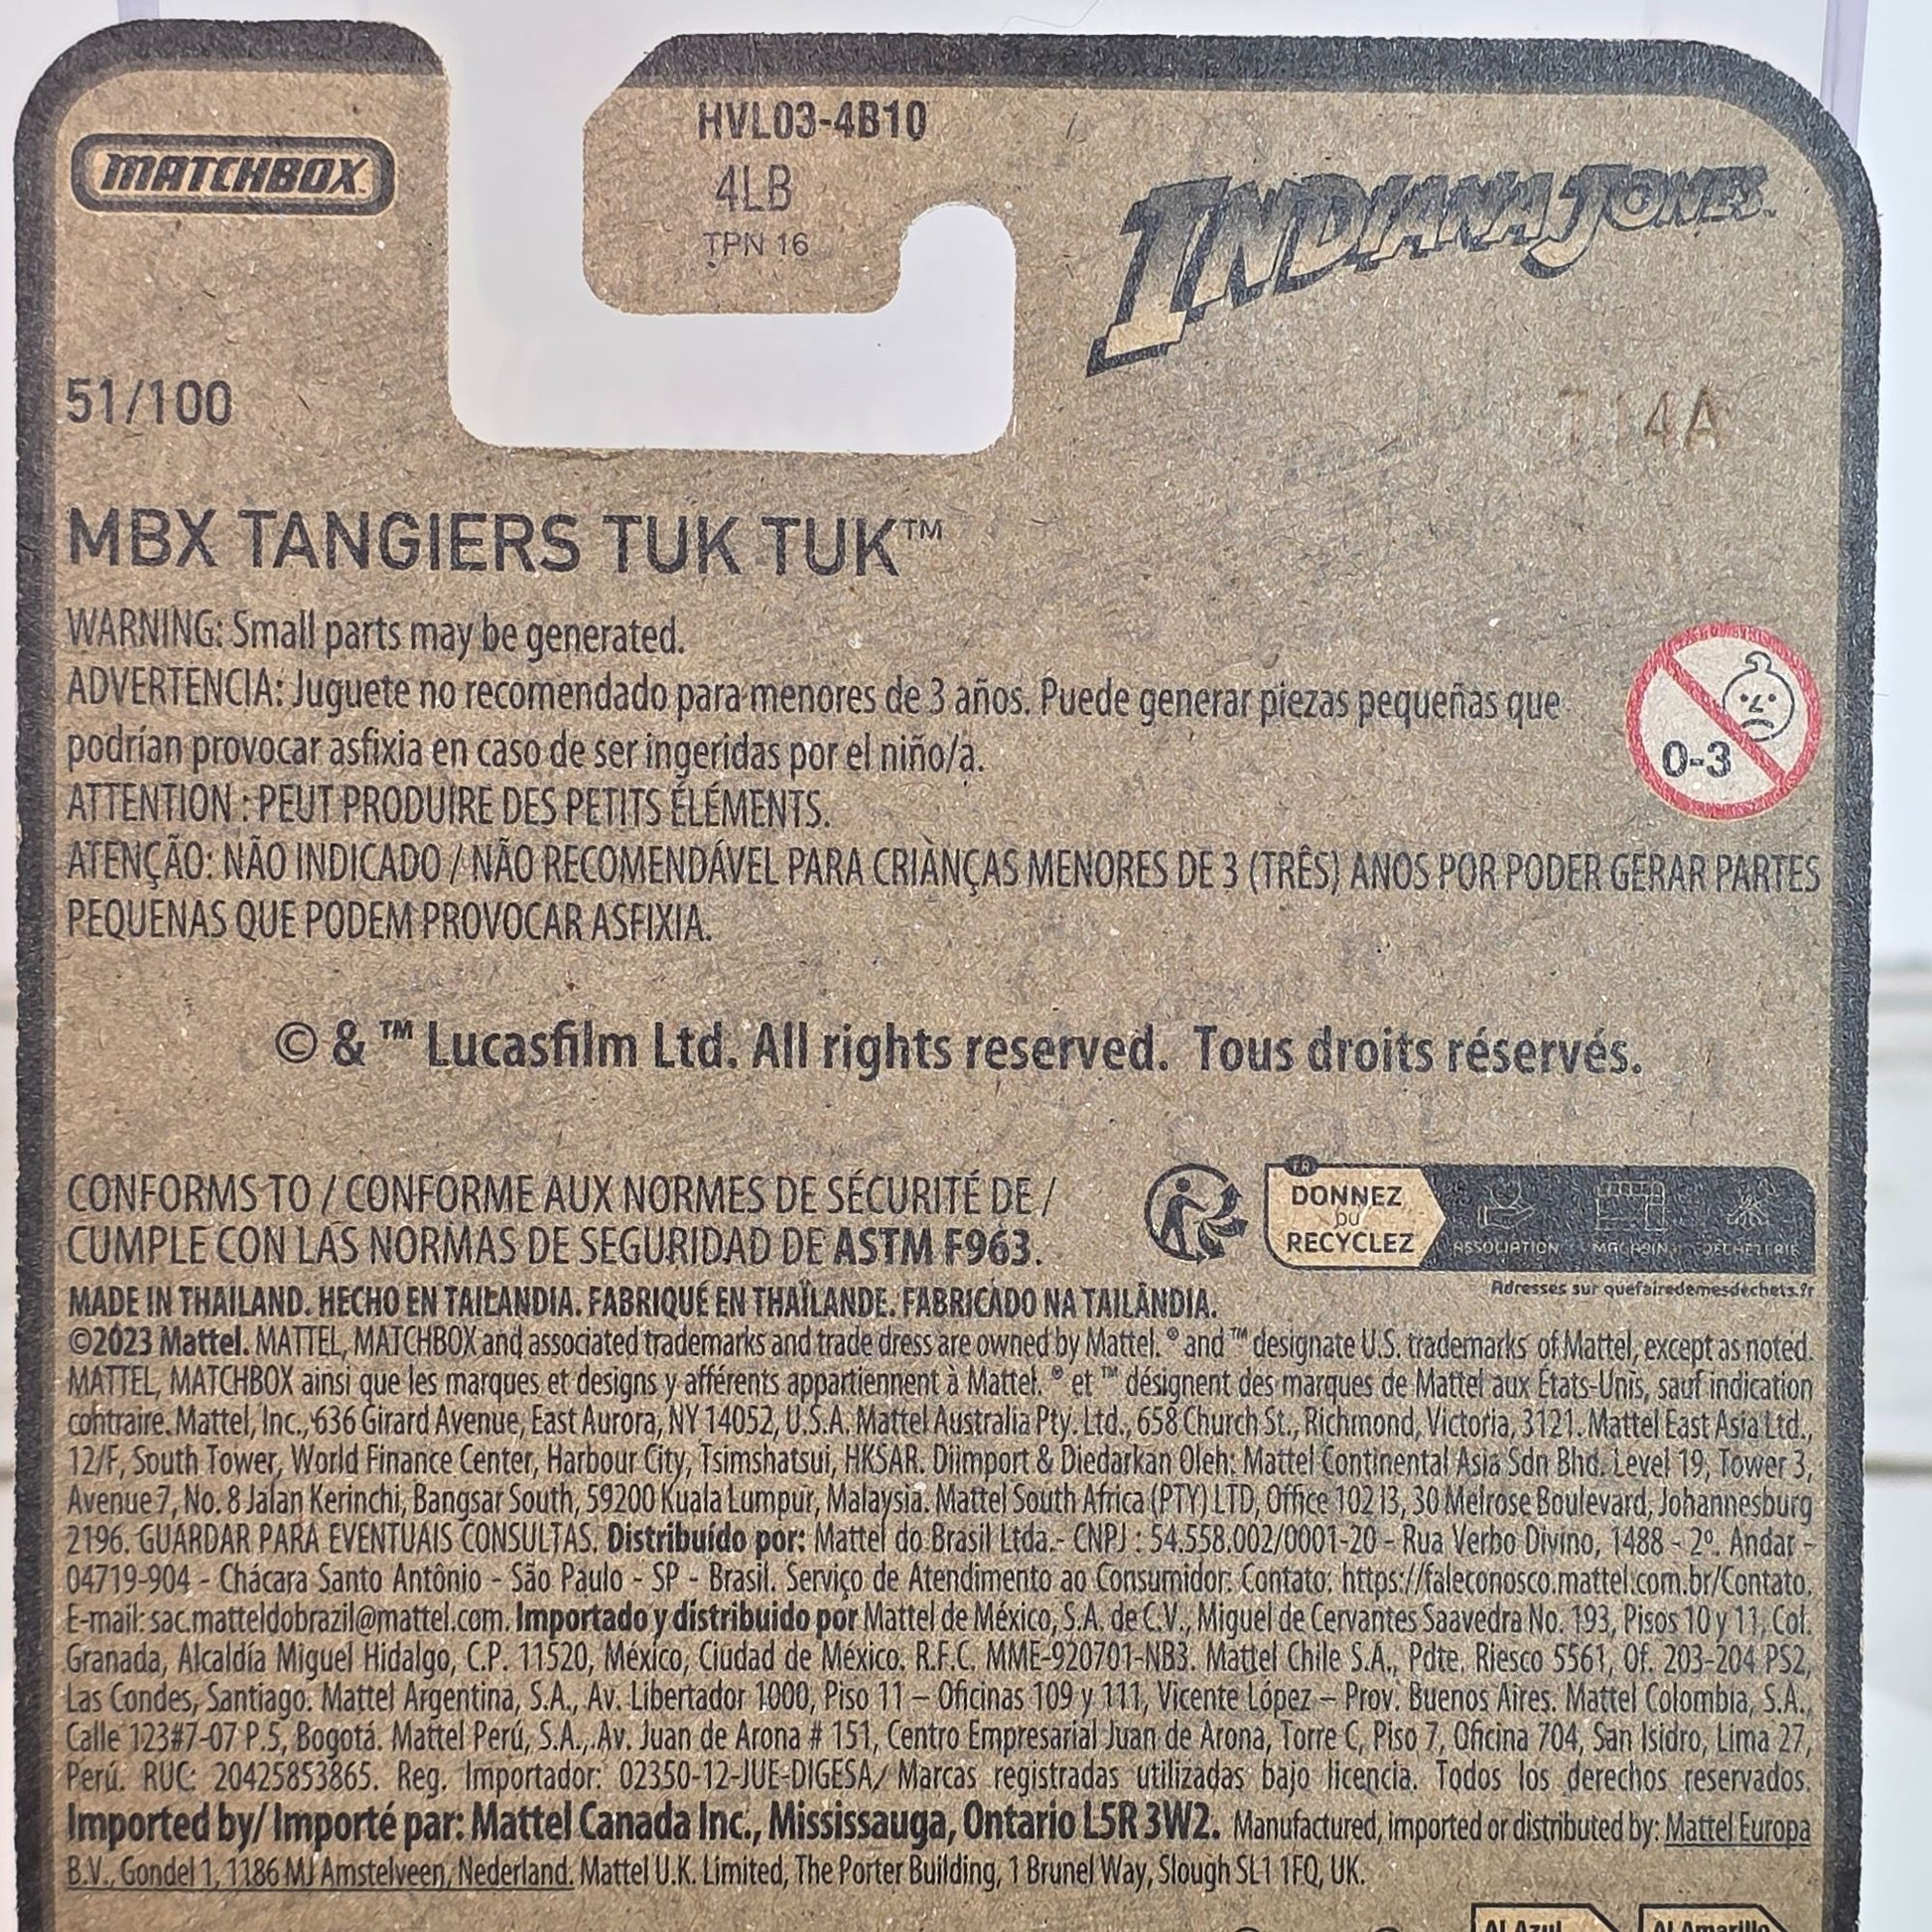 HVL03-4B10
MATCHBOX
4LB
TPN 16
INDIANA JONES™
51/100
14A
MBX TANGIERS TUK TUK™
WARNING: Small parts may be generated.
ADVERTENCIA: Juguete no recomendado para menores de 3 años. Puede generar piezas pequeñas que
podrían provocar asfixia en caso de ser ingeridas por el niño/a.
0-3
ATTENTION : PEUT PRODUIRE DES PETITS ÉLÉMENTS.
ATENÇÃO: NÃO INDICADO / NÃO RECOMENDÁVEL PARA CRIANÇAS MENORES DE 3 (TRÊS) ANOS POR PODER GERAR PARTES
PEQUENAS QUE PODEM PROVOCAR ASFIXIA.
© & ™ Lucasfilm Ltd. All rights reserved. Tous droits réservés.
CONFORMS TO / CONFORME AUX NORMES DE SÉCURITÉ DE /
CUMPLE CON LAS NORMAS DE SEGURIDAD DE ASTM F963.
FR
DONNEZ
ou
RECYCLEZ
ASSOCIATION MAGASIN DÉCHÈTERIE
Adresses sur quefairedemesdechets.fr
MADE IN THAILAND. HECHO EN TAILANDIA. FABRIQUÉ EN THAÏLANDE. FABRICADO NA TAILÂNDIA.
©2023 Mattel. MATTEL, MATCHBOX and associated trademarks and trade dress are owned by Mattel. ® and ™ designate U.S. trademarks of Mattel, except as noted.
MATTEL, MATCHBOX ainsi que les marques et designs y afférents appartiennent à Mattel. ® et ™ désignent des marques de Mattel aux États-Unis, sauf indication
contraire. Mattel, Inc., 636 Girard Avenue, East Aurora, NY 14052, U.S.A. Mattel Australia Pty. Ltd., 658 Church St., Richmond, Victoria, 3121. Mattel East Asia Ltd.,
12/F, South Tower, World Finance Center, Harbour City, Tsimshatsui, HKSAR. Diimport & Diedarkan Oleh: Mattel Continental Asia Sdn Bhd. Level 19, Tower 3,
Avenue 7, No. 8 Jalan Kerinchi, Bangsar South, 59200 Kuala Lumpur, Malaysia. Mattel South Africa (PTY) LTD, Office 102 I3, 30 Melrose Boulevard, Johannesburg
2196. GUARDAR PARA EVENTUAIS CONSULTAS. Distribuído por: Mattel do Brasil Ltda.- CNPJ : 54.558.002/0001-20 - Rua Verbo Divino, 1488 - 2º. Andar -
04719-904 - Chácara Santo Antônio - São Paulo - SP - Brasil. Serviço de Atendimento ao Consumidor: Contato: https://faleconosco.mattel.com.br/Contato.
E-mail: sac.matteldobrazil@mattel.com. Importado y distribuido por Mattel de México, S.A. de C.V., Miguel de Cervantes Saavedra No. 193, Pisos 10 y 11, Col.
Granada, Alcaldía Miguel Hidalgo, C.P. 11520, México, Ciudad de México. R.F.C. MME-920701-NB3. Mattel Chile S.A., Pdte. Riesco 5561, Of. 203-204 PS2,
Las Condes, Santiago. Mattel Argentina, S.A., Av. Libertador 1000, Piso 11 – Oficinas 109 y 111, Vicente López – Prov. Buenos Aires. Mattel Colombia, S.A.,
Calle 123#7-07 P.5, Bogotá. Mattel Perú, S.A., Av. Juan de Arona # 151, Centro Empresarial Juan de Arona, Torre C, Piso 7, Oficina 704, San Isidro, Lima 27,
Perú. RUC: 20425853865. Reg. Importador: 02350-12-JUE-DIGESA/ Marcas registradas utilizadas bajo licencia. Todos los derechos reservados.
Imported by/ Importé par: Mattel Canada Inc., Mississauga, Ontario L5R 3W2. Manufactured, imported or distributed by: Mattel Europa
B.V., Gondel 1, 1186 MJ Amstelveen, Nederland. Mattel U.K. Limited, The Porter Building, 1 Brunel Way, Slough SL1 1FQ, UK.
Al Azul Al Amarillo